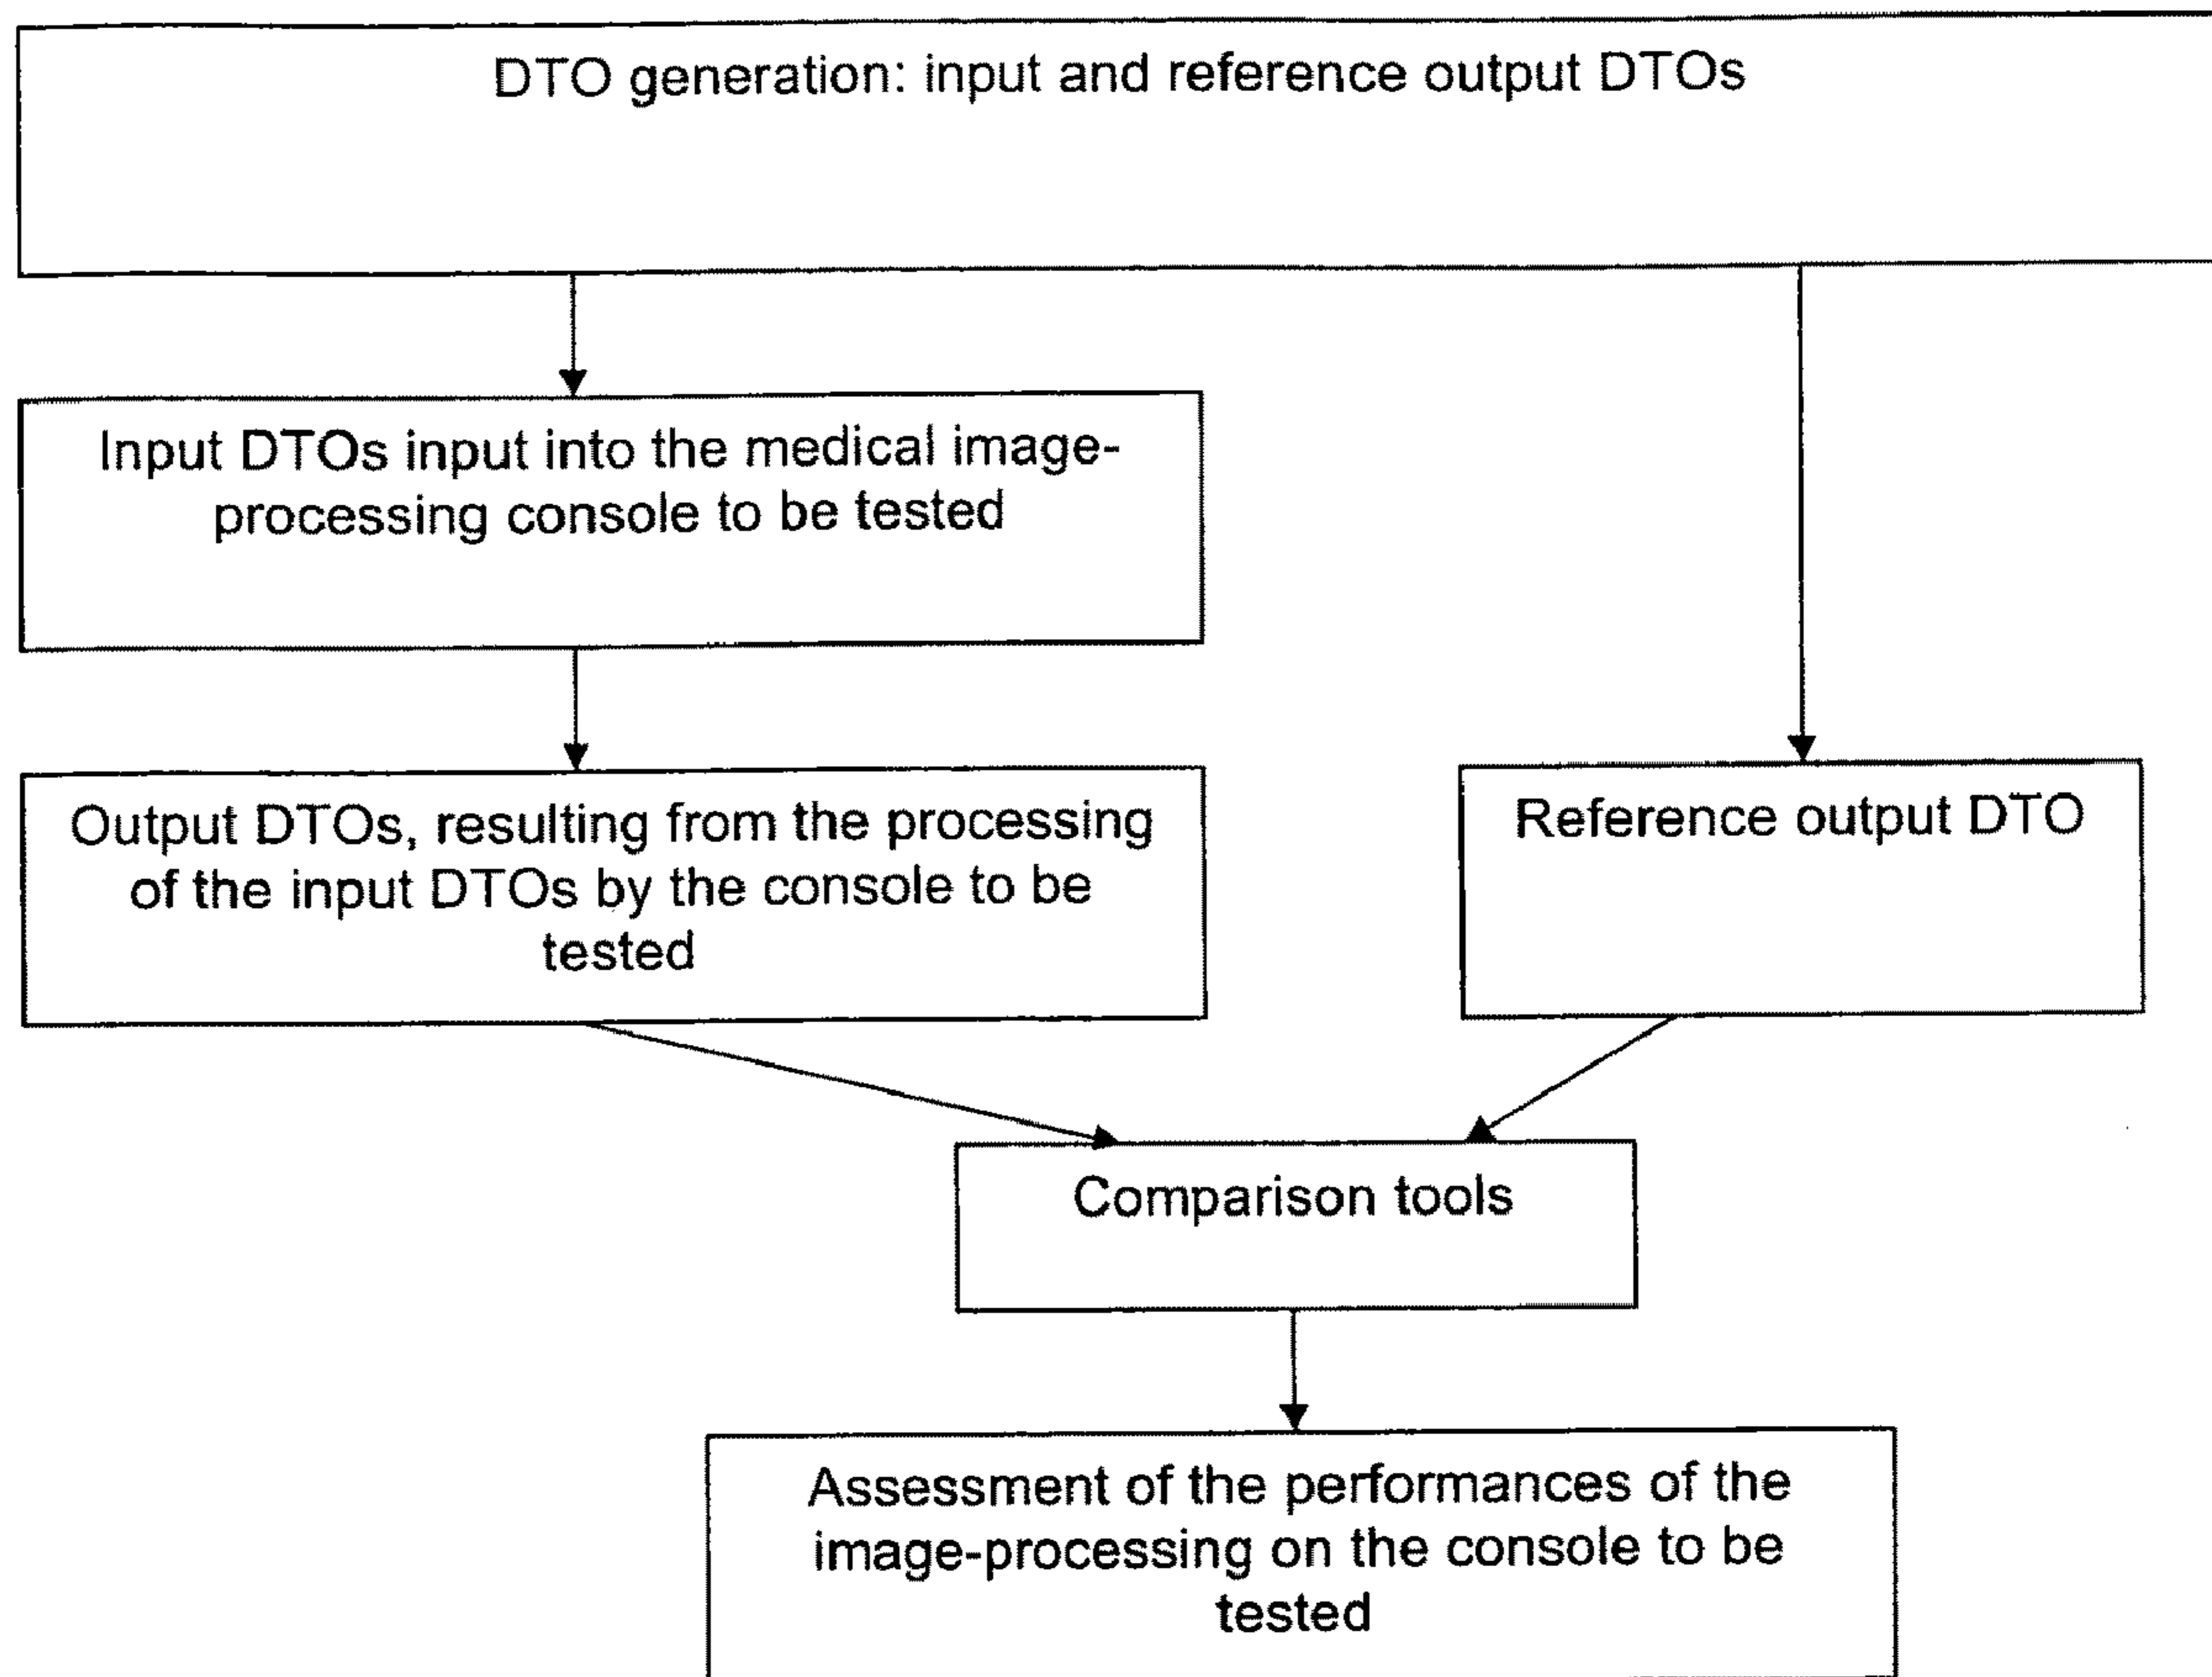 DTO generation: input and reference output DTOs
Input DTOs input into the medical image-
processing console to be tested
Output DTOs, resulting from the processing
of the input DTOs by the console to be
tested
Reference output DTO
Comparison tools
Assessment of the performances of the
image-processing on the console to be
tested